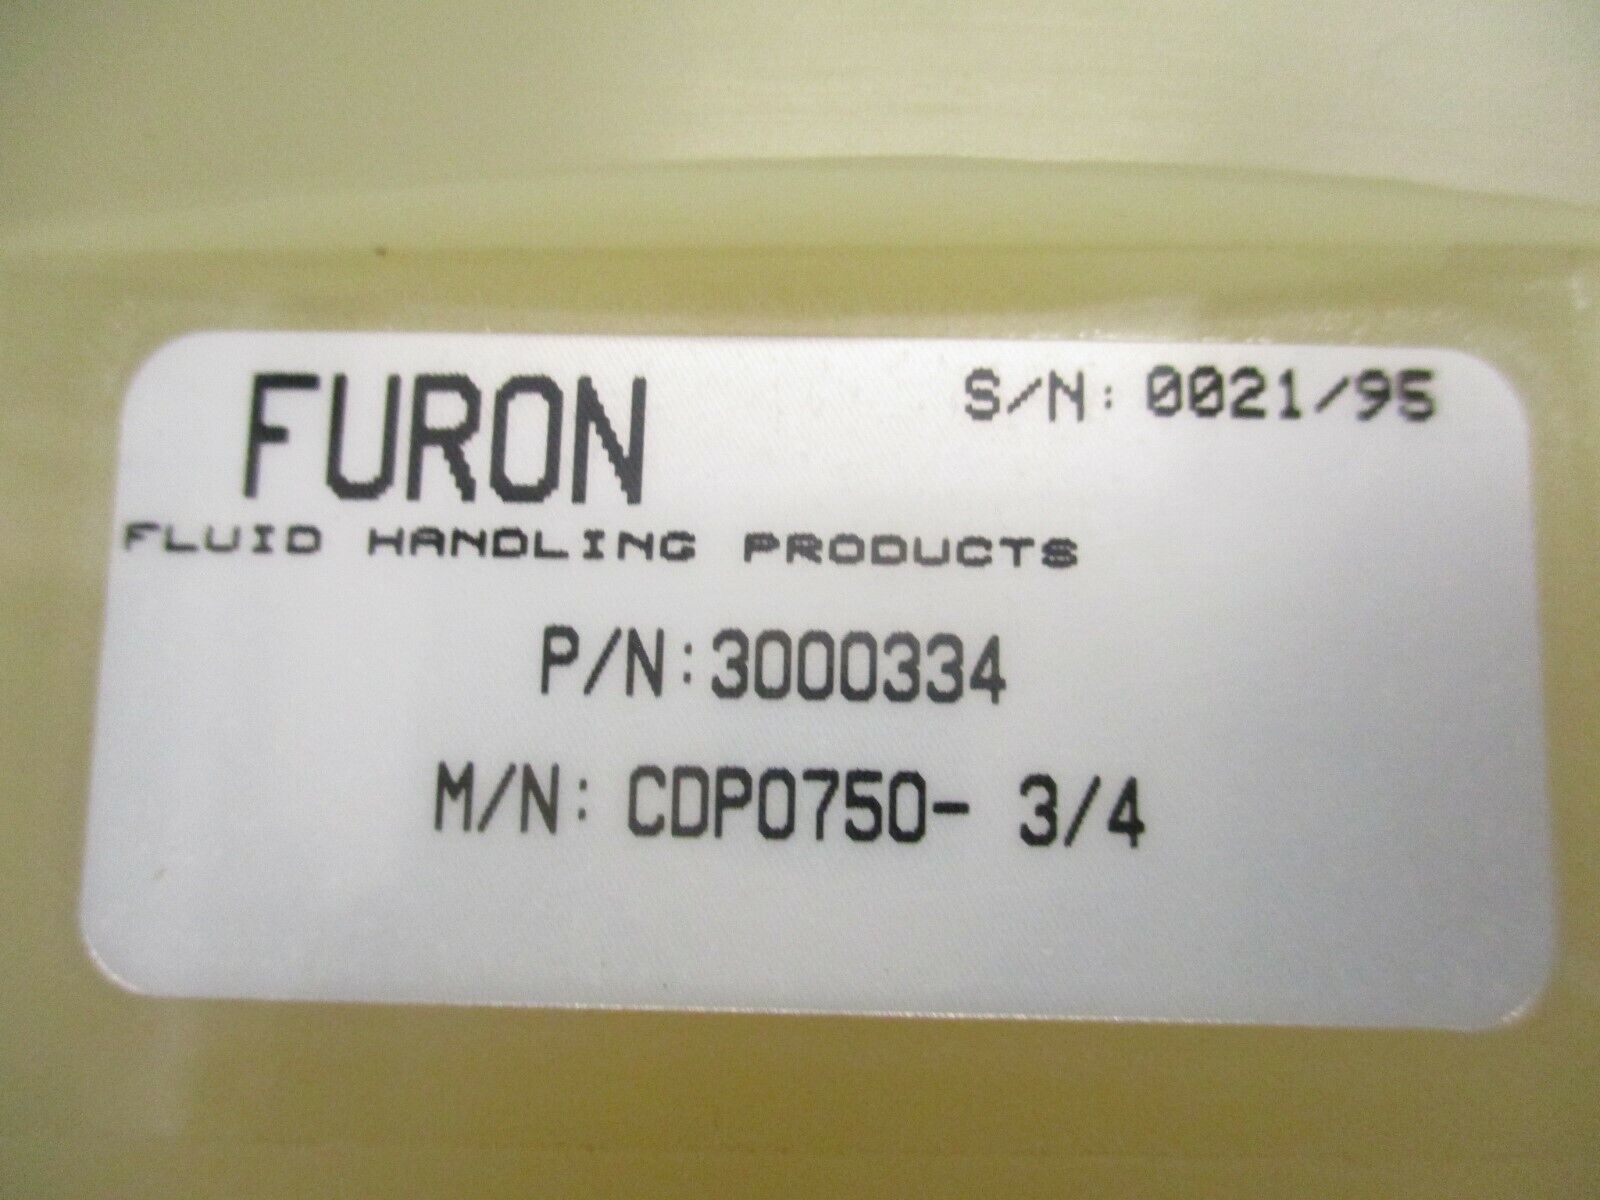 FURON
S/N: 0021/95
FLUID HANDLING PRODUCTS
P/N:3000334
M/N: CDP0750- 3/4